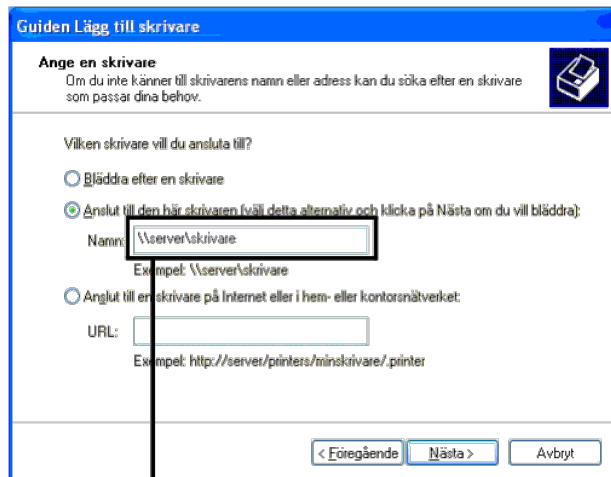 Guiden Lägg till skrivare
Ange en skrivare
Om du inte känner till skrivarens namn eller adress kan du söka efter en skrivare
som passar dina behov.
Vilken skrivare vill du ansluta till?
Bläddra efter en skrivare
Anslut till den här skrivaren (välj detta alternativ och klicka på Nästa om du vill bläddra):
Namn: \\server\skrivare
Exempel: \\server\skrivare
Anslut till en skrivare på Internet eller i hem- eller kontorsnätverket:
URL:
Exempel: http://server/printers/minskrivare/.printer
< Föregående Nästa > Avbryt